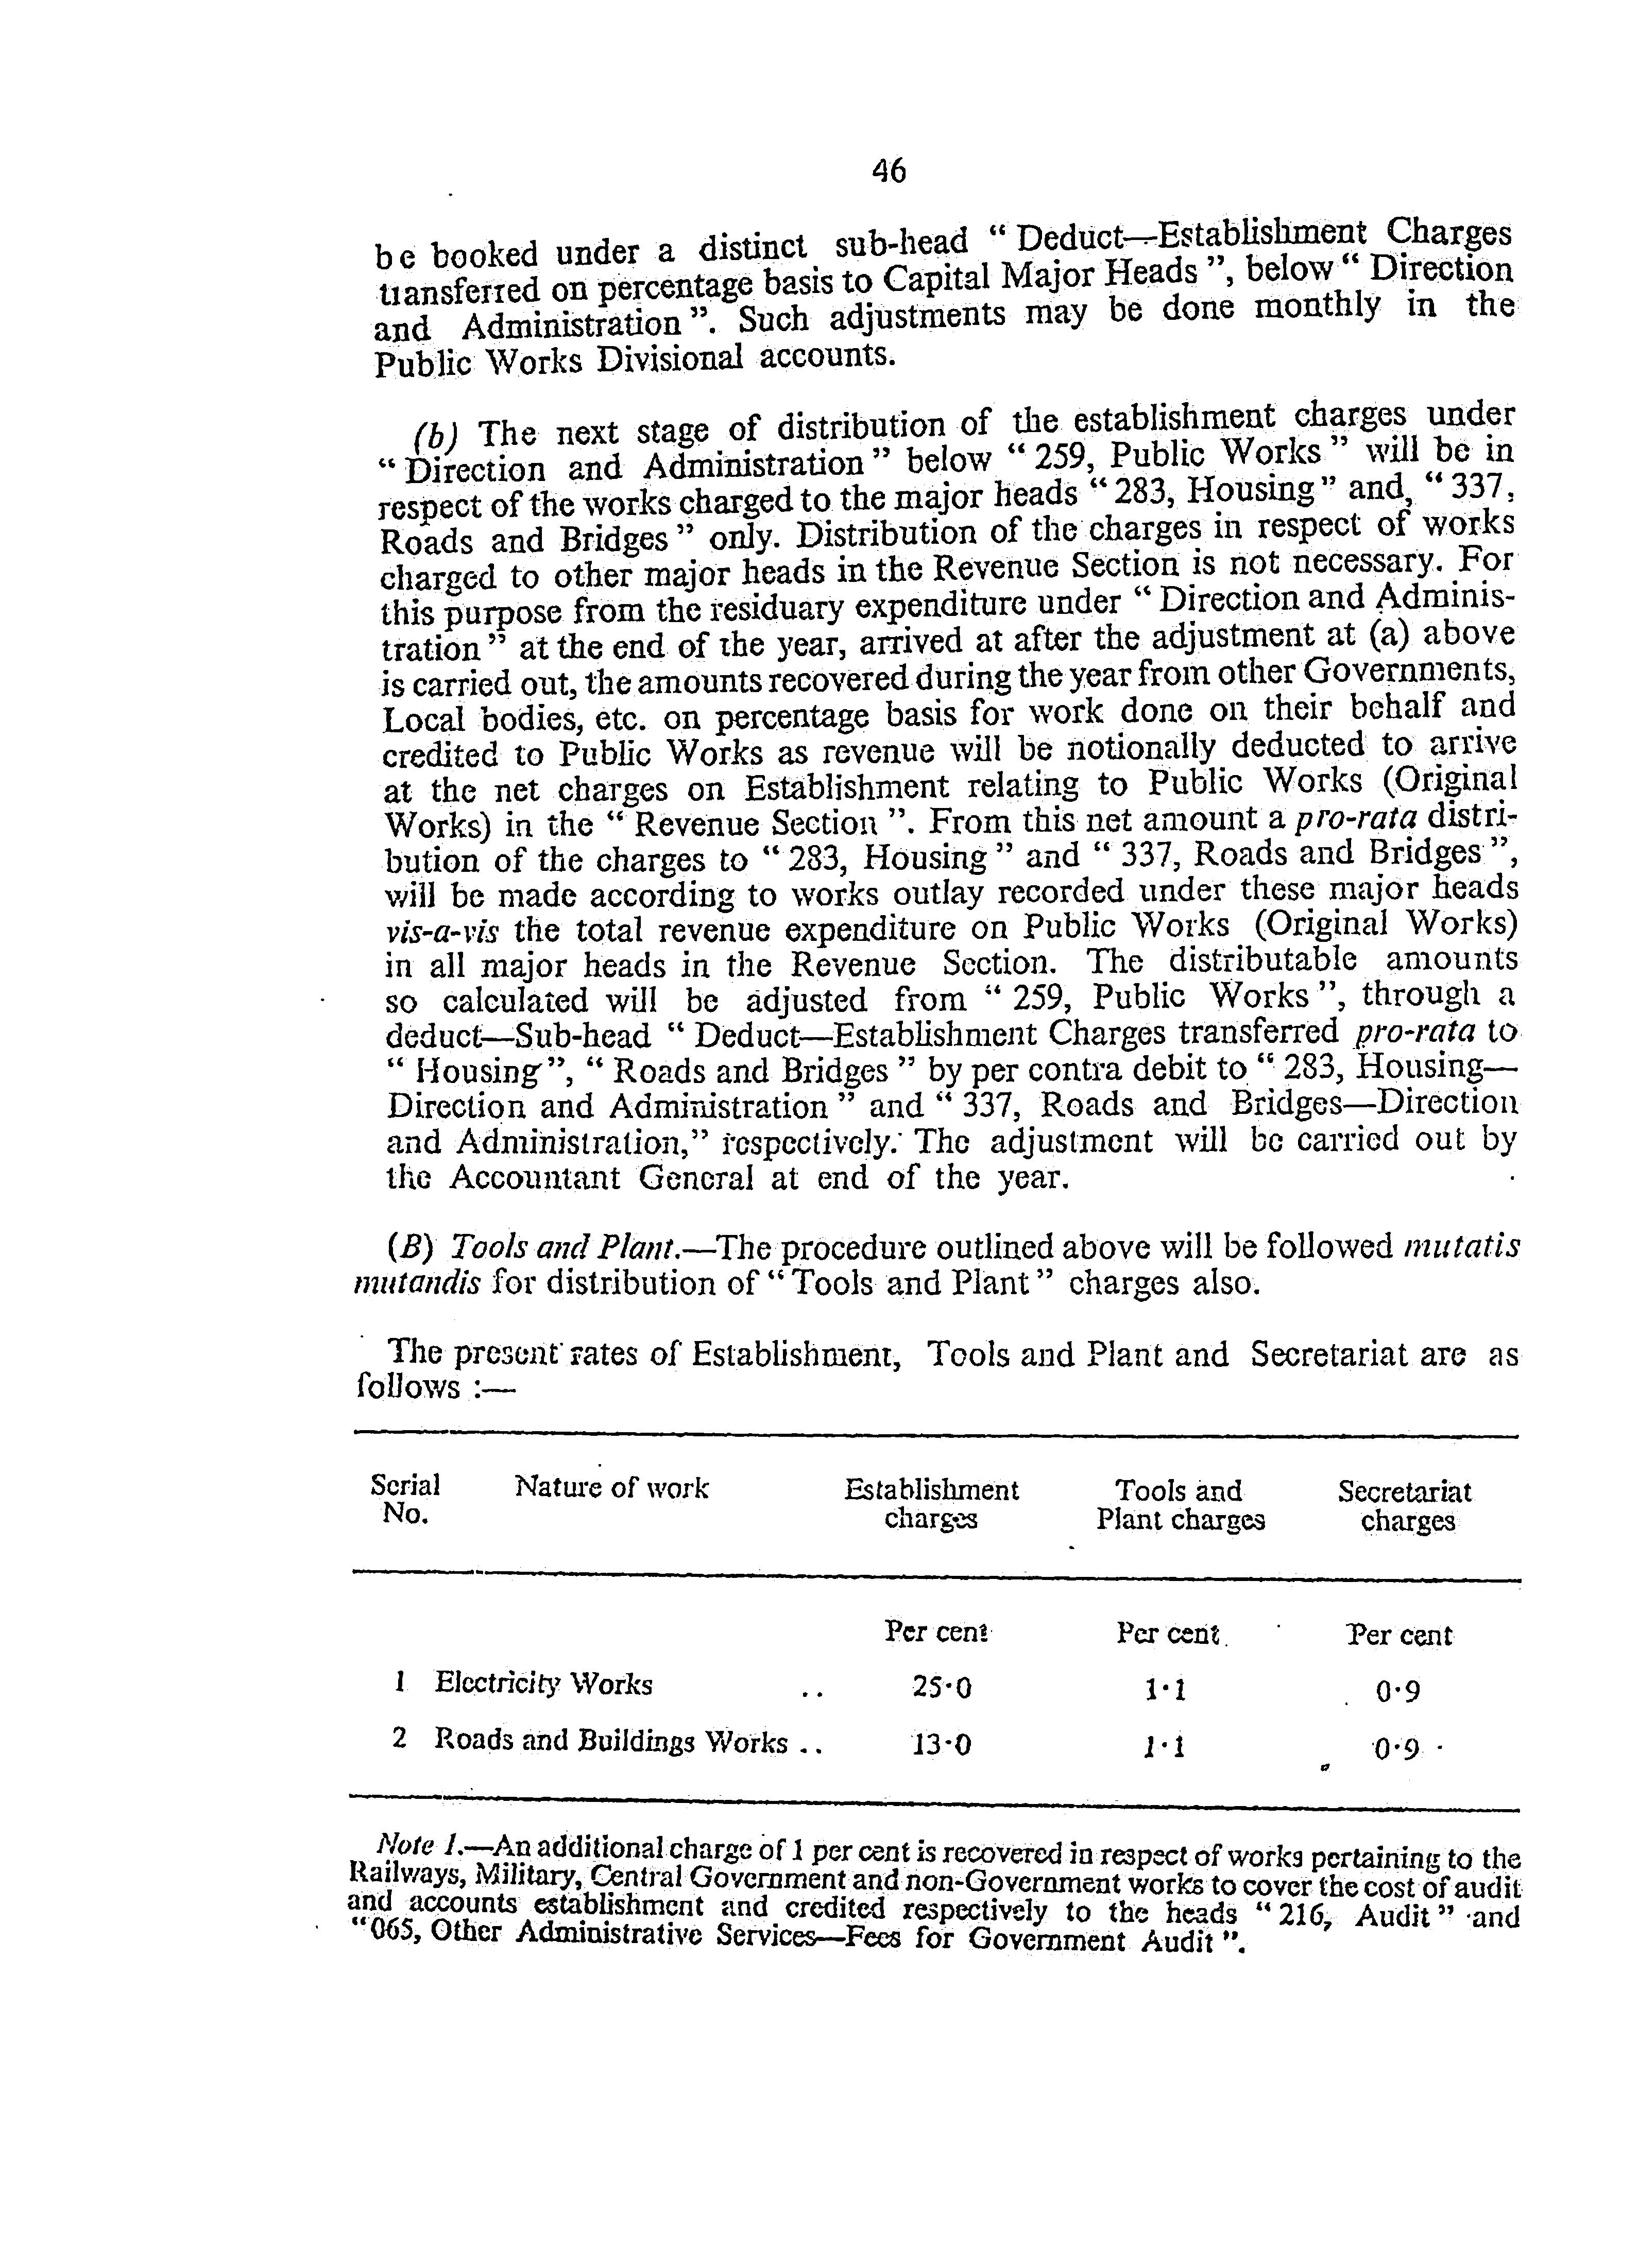 46
be booked under a distinct sub-head “ Deduct—Establishment Charges
transferred on percentage basis to Capital Major Heads ”, below “ Direction
and Administration ”. Such adjustments may be done monthly in the
Public Works Divisional accounts.
(b) The next stage of distribution of the establishment charges under
“ Direction and Administration ” below “ 259, Public Works ” will be in
respect of the works charged to the major heads “ 283, Housing ” and, “ 337,
Roads and Bridges ” only. Distribution of the charges in respect of works
charged to other major heads in the Revenue Section is not necessary. For
this purpose from the residuary expenditure under “ Direction and Adminis-
tration ” at the end of the year, arrived at after the adjustment at (a) above
is carried out, the amounts recovered during the year from other Governments,
Local bodies, etc. on percentage basis for work done on their behalf and
credited to Public Works as revenue will be notionally deducted to arrive
at the net charges on Establishment relating to Public Works (Original
Works) in the “ Revenue Section ”. From this net amount a pro-rata distri-
bution of the charges to “ 283, Housing ” and “ 337, Roads and Bridges ”,
will be made according to works outlay recorded under these major heads
vis-a-vis the total revenue expenditure on Public Works (Original Works)
in all major heads in the Revenue Section. The distributable amounts
so calculated will be adjusted from “ 259, Public Works ”, through a
deduct—Sub-head “ Deduct—Establishment Charges transferred pro-rata to
“ Housing ”, “ Roads and Bridges ” by per contra debit to “ 283, Housing—
Direction and Administration ” and “ 337, Roads and Bridges—Direction
and Administration,” respectively. The adjustment will be carried out by
the Accountant General at end of the year.
(B) Tools and Plant.—The procedure outlined above will be followed mutatis
mutandis for distribution of “ Tools and Plant ” charges also.
The present rates of Establishment, Tools and Plant and Secretariat are as
follows :—
Serial Nature of work Establishment Tools and Secretariat
No. charges Plant charges charges
Per cent Per cent Per cent
1 Electricity Works .. 25·0 1·1 0·9
2 Roads and Buildings Works .. 13·0 1·1 0·9
Note 1.—An additional charge of 1 per cent is recovered in respect of works pertaining to the
Railways, Military, Central Government and non-Government works to cover the cost of audit
and accounts establishment and credited respectively to the heads “ 216, Audit ” and
“065, Other Administrative Services—Fees for Government Audit ”.